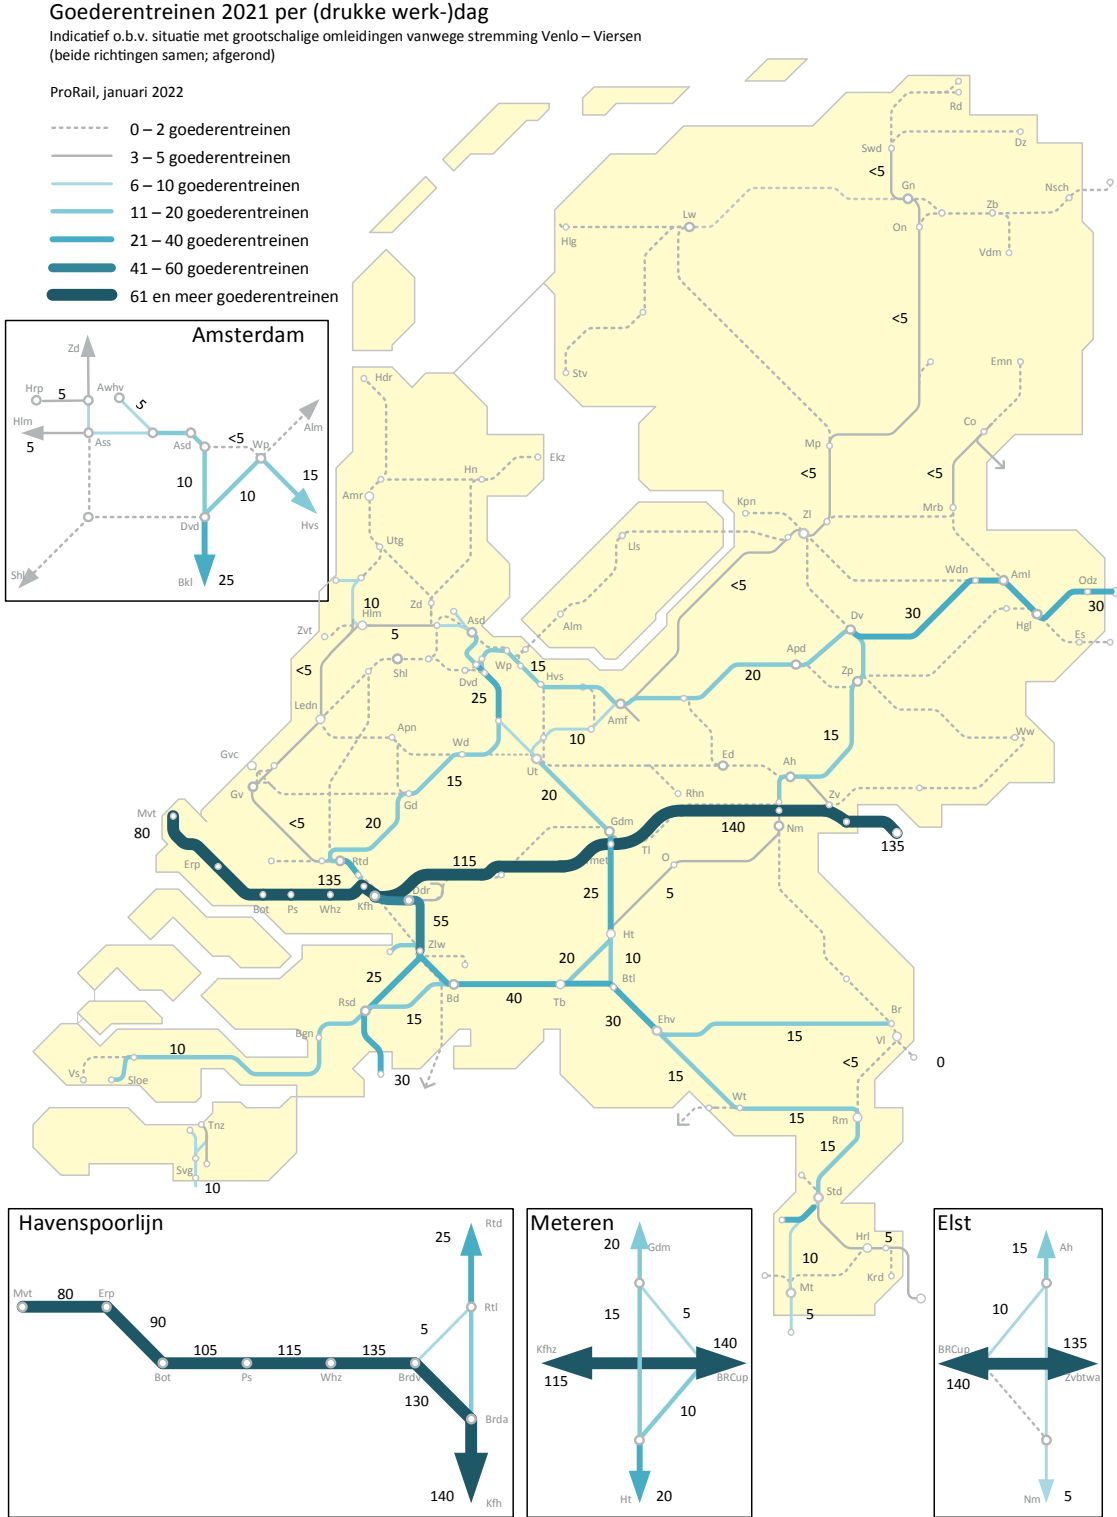 Goederentreinen 2021 per (drukke werk-)dag
Indicatief o.b.v. situatie met grootschalige omleidingen vanwege stremming Venlo – Viersen
(beide richtingen samen; afgerond)
ProRail, januari 2022
0 – 2 goederentreinen
3 – 5 goederentreinen
6 – 10 goederentreinen
11 – 20 goederentreinen
21 – 40 goederentreinen
41 – 60 goederentreinen
61 en meer goederentreinen
Rd
Swd
Dz
<5
Gn
Nsch
Zb
Lw
Hlg
On
Vdm
<5
Stv
Emn
Co
Mp
<5
<5
Mrb
Kpn
Zl
Lls
<5
Wdn
Aml
Odz
30
30
Hgl
Es
Dv
Alm
Apd
Zp
20
Hdr
Ekz
Hn
Amr
Utg
Zd
10
Hlm
5
Asd
Zvt
Wp
15
Hvs
Dvd
Shl
<5
25
Ledn
Amf
10
Apn
Wd
Ut
Ed
15
Ww
Gvc
Gv
15
Gd
20
Ah
Rhn
Zv
<5
20
Gdm
140
Nm
135
Mvt
80
Erp
Rtd
115
met
Tl
O
135
Bot
Ps
Whz
Kfh
Ddr
25
5
55
Zlw
Ht
20
10
25
Bd
40
Tb
Btl
Rsd
15
30
Ehv
Br
Bgn
15
Vl
10
<5
0
Vs
Sloe
30
15
Wt
15
Rm
Tnz
15
Svg
10
Std
Hrl
5
10
Krd
Mt
5
Amsterdam
Zd
Hrp
5
Awhv
5
Hlm
5
Ass
Asd
<5
Wp
Alm
10
10
15
Dvd
Hvs
Shl
Bkl
25
Havenspoorlijn
25
Rtd
Mvt
80
Erp
90
Rtl
5
105
115
135
Bot
Ps
Whz
Brdv
130
Brda
140
Kfh
Meteren
20
Gdm
15
5
Kfhz
140
115
BRCup
10
Ht
20
Elst
15
Ah
10
BRCup
135
140
Zvbtwa
Nm
5